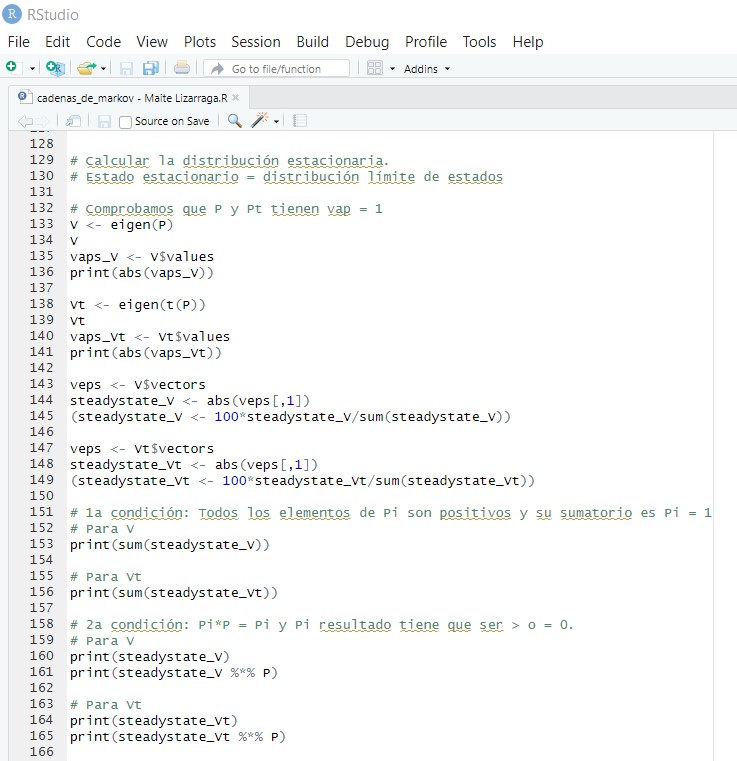 RStudio
File Edit Code View Plots Session Build Debug Profile Tools Help
Go to file/function Addins
cadenas_de_markov - Maite Lizarraga.R
Source on Save
128
129 # Calcular la distribución estacionaria.
130 # Estado estacionario = distribución límite de estados
131
132 # Comprobamos que P y Pt tienen vap = 1
133 V <- eigen(P)
134 V
135 vaps_V <- V$values
136 print(abs(vaps_V))
137
138 Vt <- eigen(t(P))
139 Vt
140 vaps_Vt <- Vt$values
141 print(abs(vaps_Vt))
142
143 veps <- V$vectors
144 steadystate_V <- abs(veps[,1])
145 (steadystate_V <- 100*steadystate_V/sum(steadystate_V))
146
147 veps <- Vt$vectors
148 steadystate_Vt <- abs(veps[,1])
149 (steadystate_Vt <- 100*steadystate_Vt/sum(steadystate_Vt))
150
151 # 1a condición: Todos los elementos de Pi son positivos y su sumatorio es Pi = 1
152 # Para V
153 print(sum(steadystate_V))
154
155 # Para Vt
156 print(sum(steadystate_Vt))
157
158 # 2a condición: Pi*P = Pi y Pi resultado tiene que ser > o = 0.
159 # Para V
160 print(steadystate_V)
161 print(steadystate_V %*% P)
162
163 # Para Vt
164 print(steadystate_Vt)
165 print(steadystate_Vt %*% P)
166